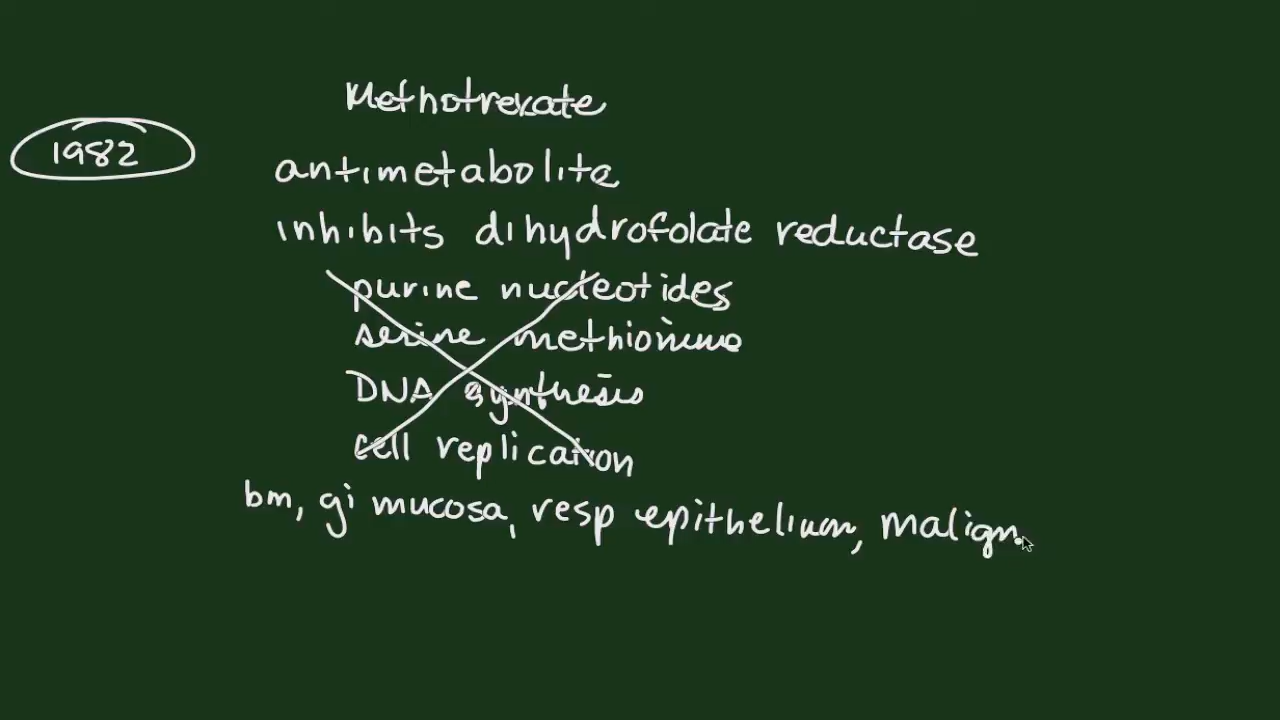 Methotrexate
1982
antimetabolite
inhibits dihydrofolate reductase
purine nucleotides
serine methionine
DNA synthesis
cell replication
bm, gi mucosa, resp epithelium, malign.